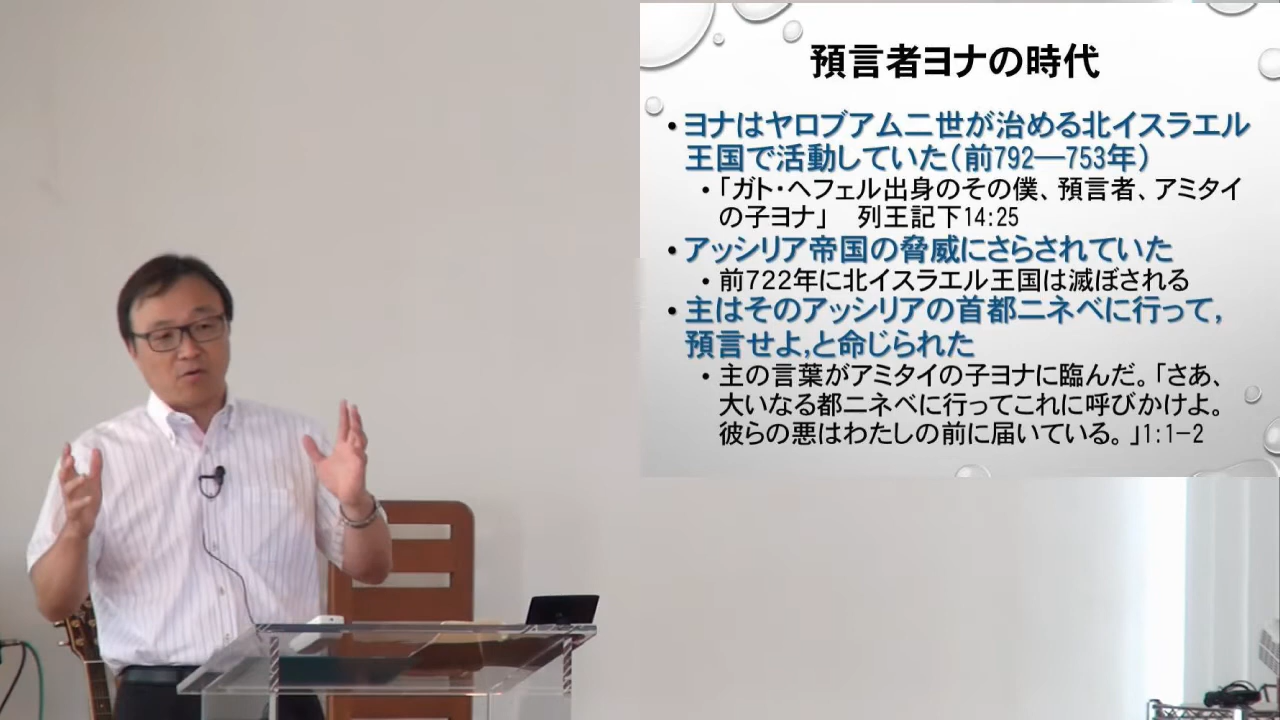 預言者ヨナの時代
•ヨナはヤロブアム二世が治める北イスラエル
王国で活動していた（前792—753年）
•「ガト・ヘフェル出身のその僕、預言者、アミタイ
の子ヨナ」　列王記下14:25
•アッシリア帝国の脅威にさらされていた
•前722年に北イスラエル王国は滅ぼされる
•主はそのアッシリアの首都ニネベに行って,
預言せよ,と命じられた
•主の言葉がアミタイの子ヨナに臨んだ。「さあ、
大いなる都ニネベに行ってこれに呼びかけよ。
彼らの悪はわたしの前に届いている。」1:1-2